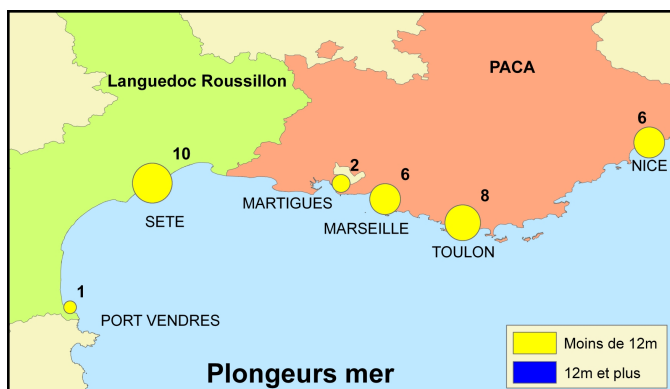 PACA
Languedoc Roussillon
6
NICE
10
SETE
2
MARTIGUES
6
MARSEILLE
8
TOULON
1
PORT VENDRES
Moins de 12m
12m et plus
Plongeurs mer